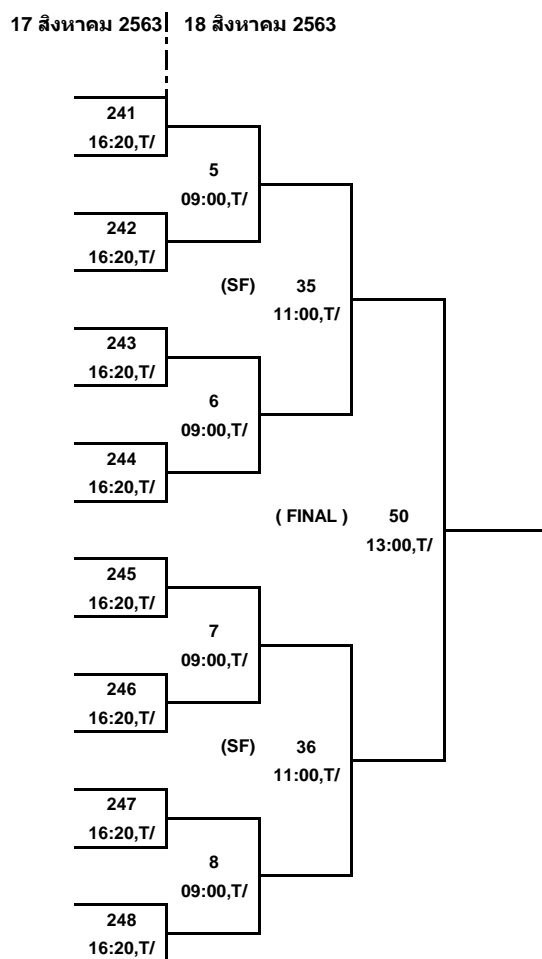 17 สิงหาคม 2563 18 สิงหาคม 2563
241
16:20,T/
5
09:00,T/
242
16:20,T/
(SF) 35
11:00,T/
243
16:20,T/
6
09:00,T/
244
16:20,T/
( FINAL ) 50
13:00,T/
245
16:20,T/
7
09:00,T/
246
16:20,T/
(SF) 36
11:00,T/
247
16:20,T/
8
09:00,T/
248
16:20,T/